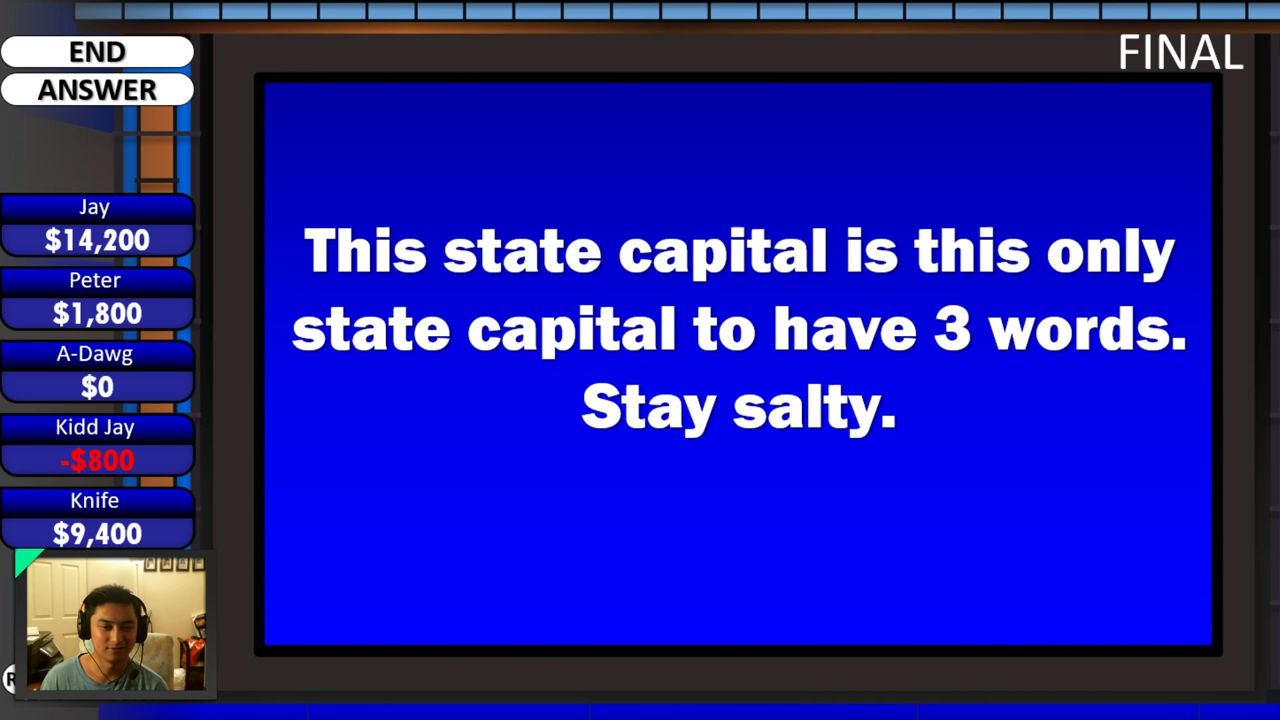 FINAL
END
ANSWER
Jay
$14,200
Peter
$1,800
A-Dawg
$0
Kidd Jay
-$800
Knife
$9,400
This state capital is this only
state capital to have 3 words.
Stay salty.
R